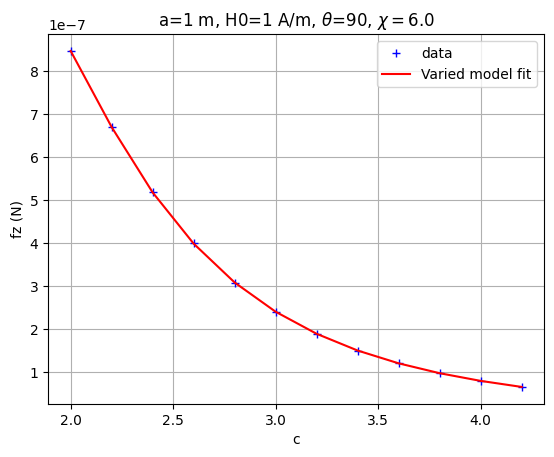 a=1 m, H0=1 A/m, θ=90, χ = 6.0
1e−7
data
Varied model fit
8
7
6
5
4
3
2
1
fz (N)
2.0 2.5 3.0 3.5 4.0
c